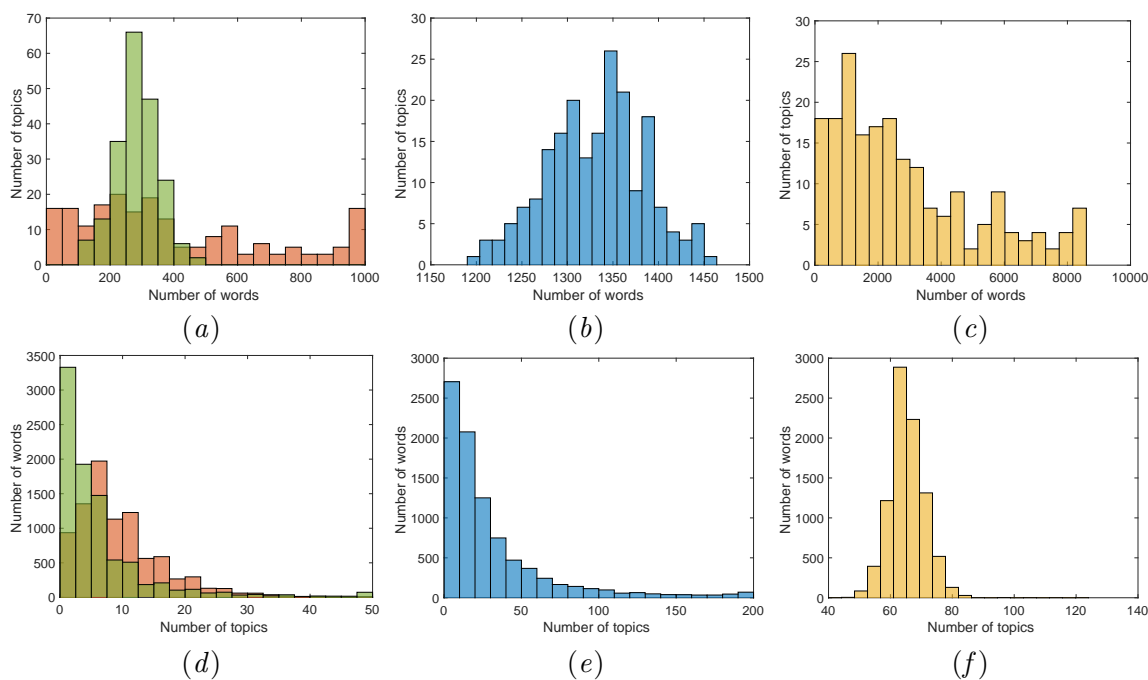 70
60
50
40
30
20
10
0
Number of topics
0 200 400 600 800 1000
Number of words
(a)
30
25
20
15
10
5
0
Number of topics
1150 1200 1250 1300 1350 1400 1450 1500
Number of words
(b)
30
25
20
15
10
5
0
Number of topics
0 2000 4000 6000 8000 10000
Number of words
(c)
3500
3000
2500
2000
1500
1000
500
0
Number of words
0 10 20 30 40 50
Number of topics
(d)
3000
2500
2000
1500
1000
500
0
Number of words
0 50 100 150 200
Number of topics
(e)
3000
2500
2000
1500
1000
500
0
Number of words
40 60 80 100 120 140
Number of topics
(f)